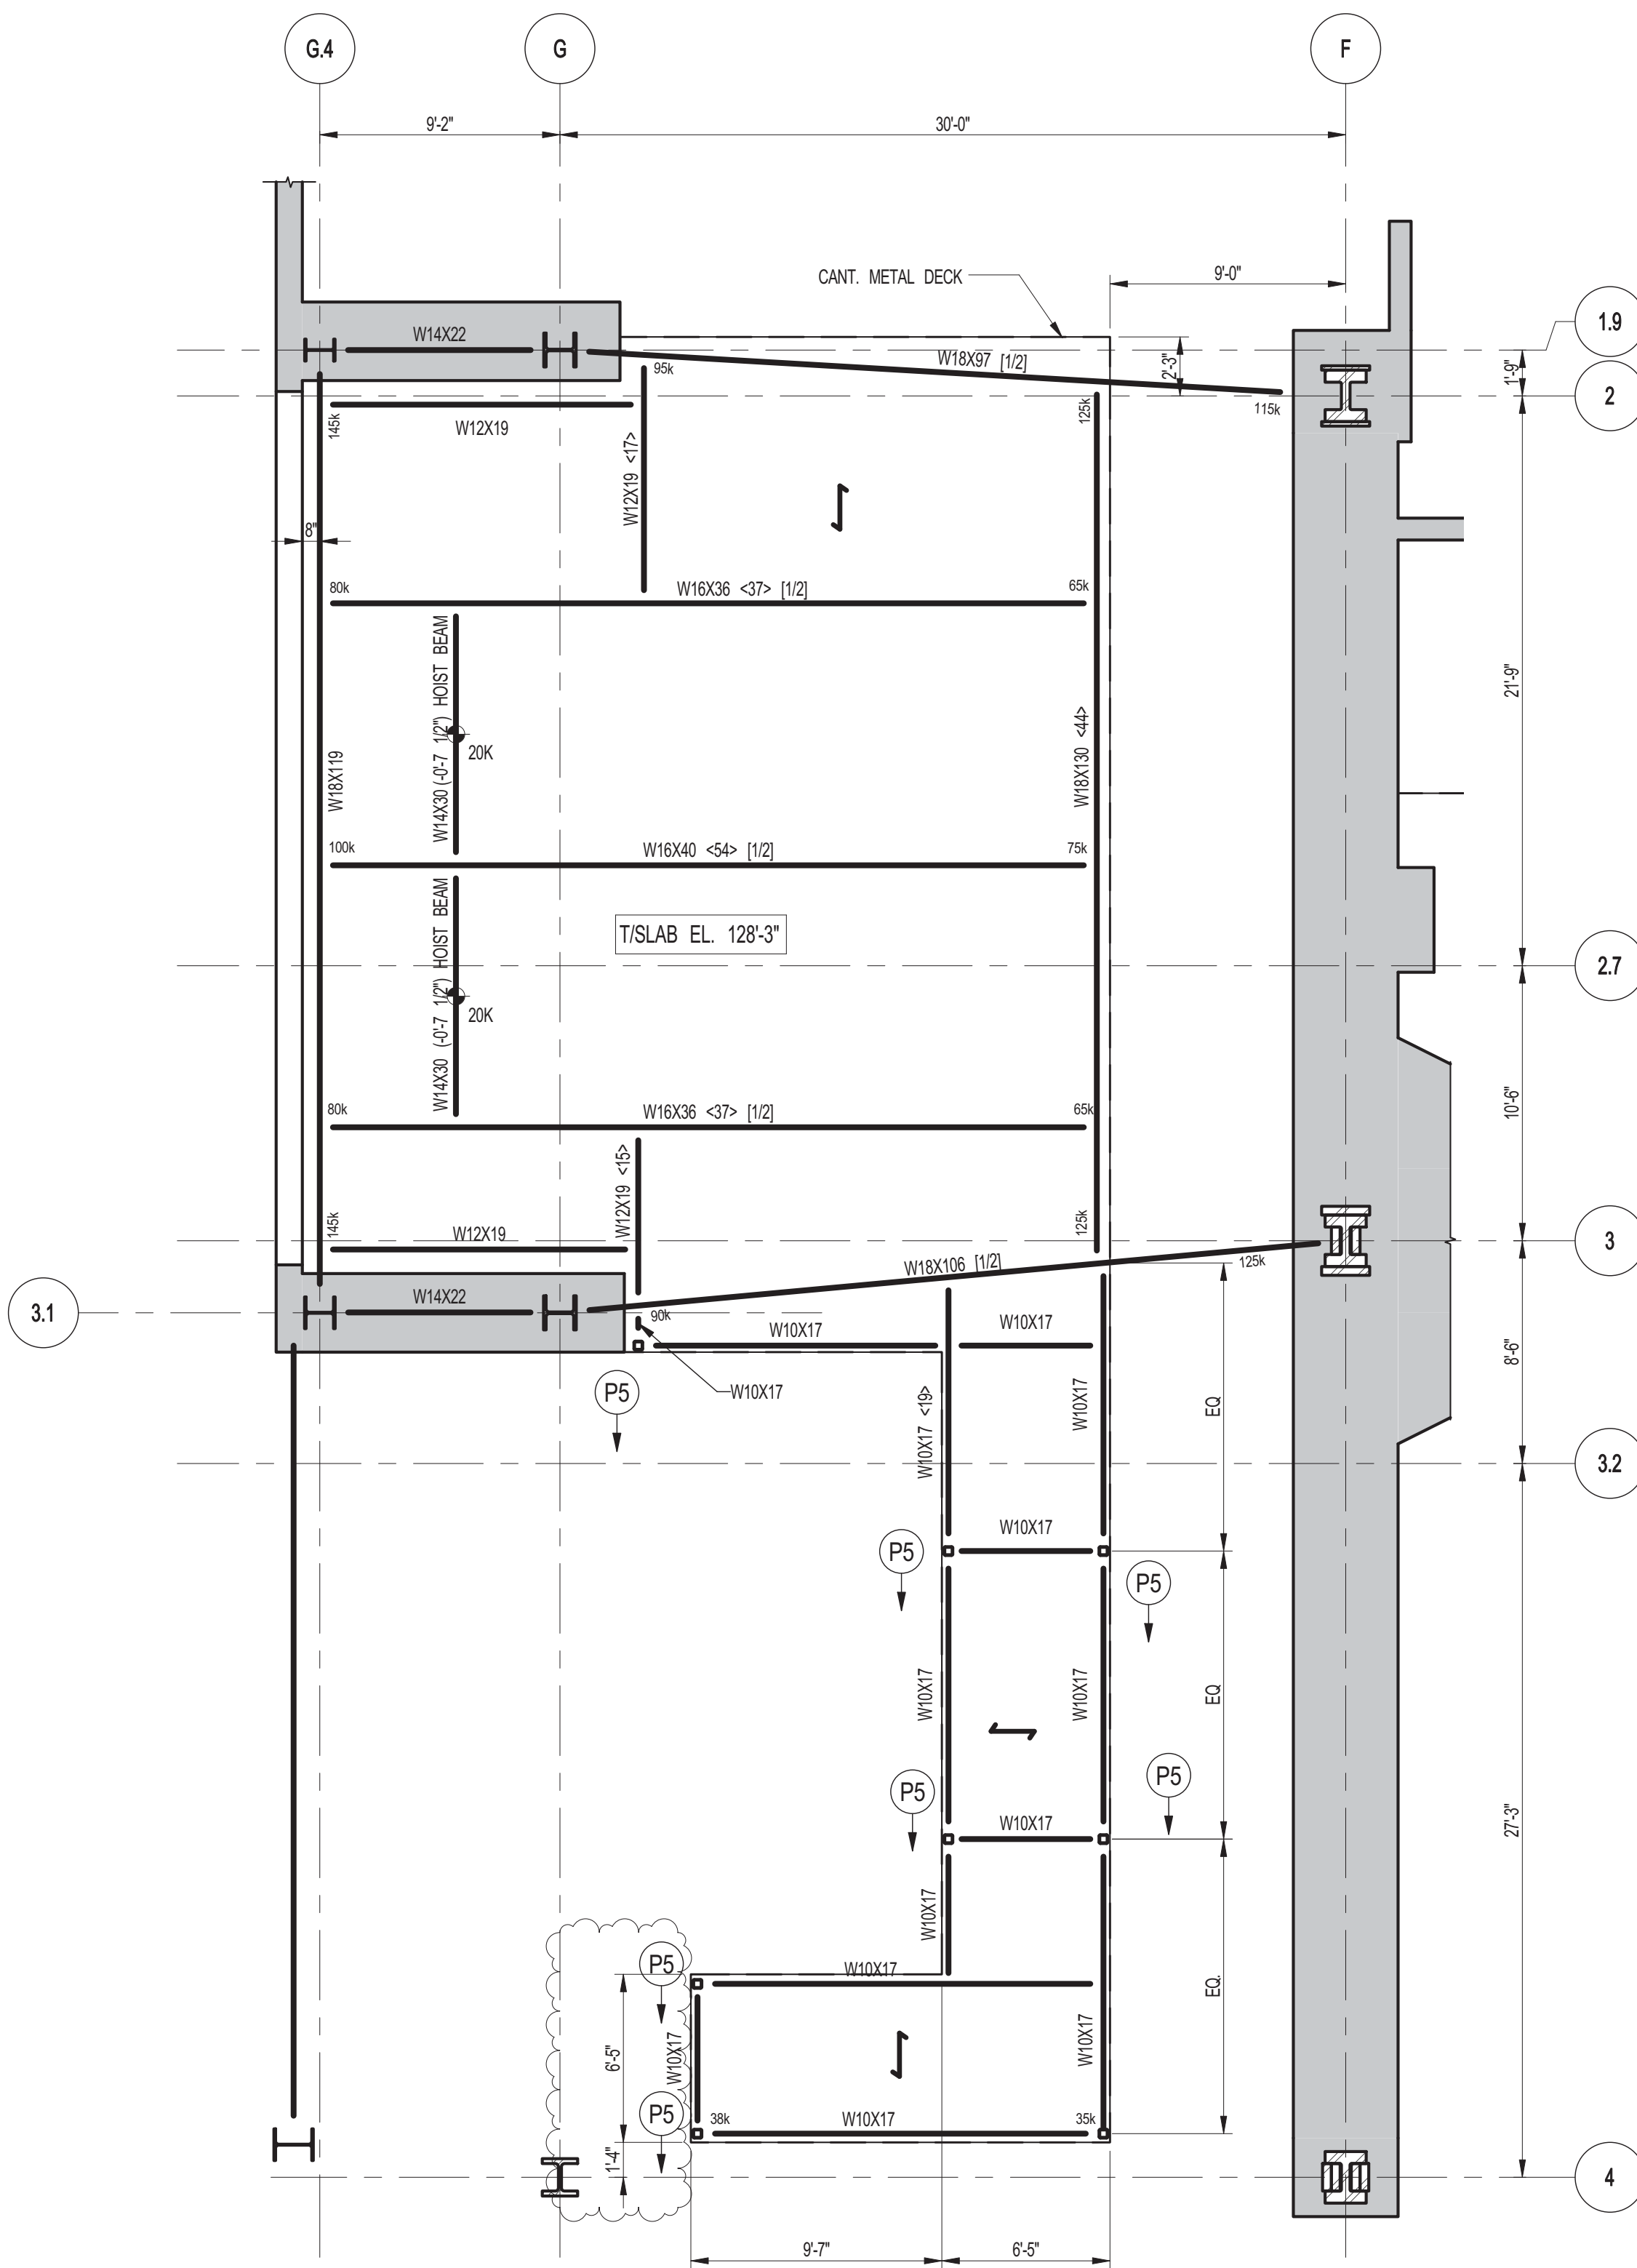 G.4
G
F
9'-2"
30'-0"
CANT. METAL DECK
9'-0"
1.9
W14X22
W18X97 [1/2]
2'-3"
1'-9"
95k
2
115k
145k
W12X19
125k
W12X19 <17>
8"
80k
W16X36 <37> [1/2]
65k
W14X30 (-0'-7 1/2") HOIST BEAM
21'-9"
20K
W18X119
W18X130 <44>
100k
W16X40 <54> [1/2]
75k
T/SLAB EL. 128'-3"
W14X30 (-0'-7 1/2") HOIST BEAM
2.7
20K
80k
W16X36 <37> [1/2]
65k
10'-6"
W12X19 <15>
145k
W12X19
125k
3
W18X106 [1/2]
125k
3.1
W14X22
90k
W10X17
W10X17
8'-6"
P5
W10X17
W10X17 <19>
W10X17
EQ
3.2
W10X17
P5
P5
W10X17
W10X17
EQ
P5
P5
W10X17
27'-3"
W10X17
P5
W10X17
EQ.
6'-5"
W10X17
W10X17
P5
38k
W10X17
35k
1'-4"
4
9'-7"
6'-5"